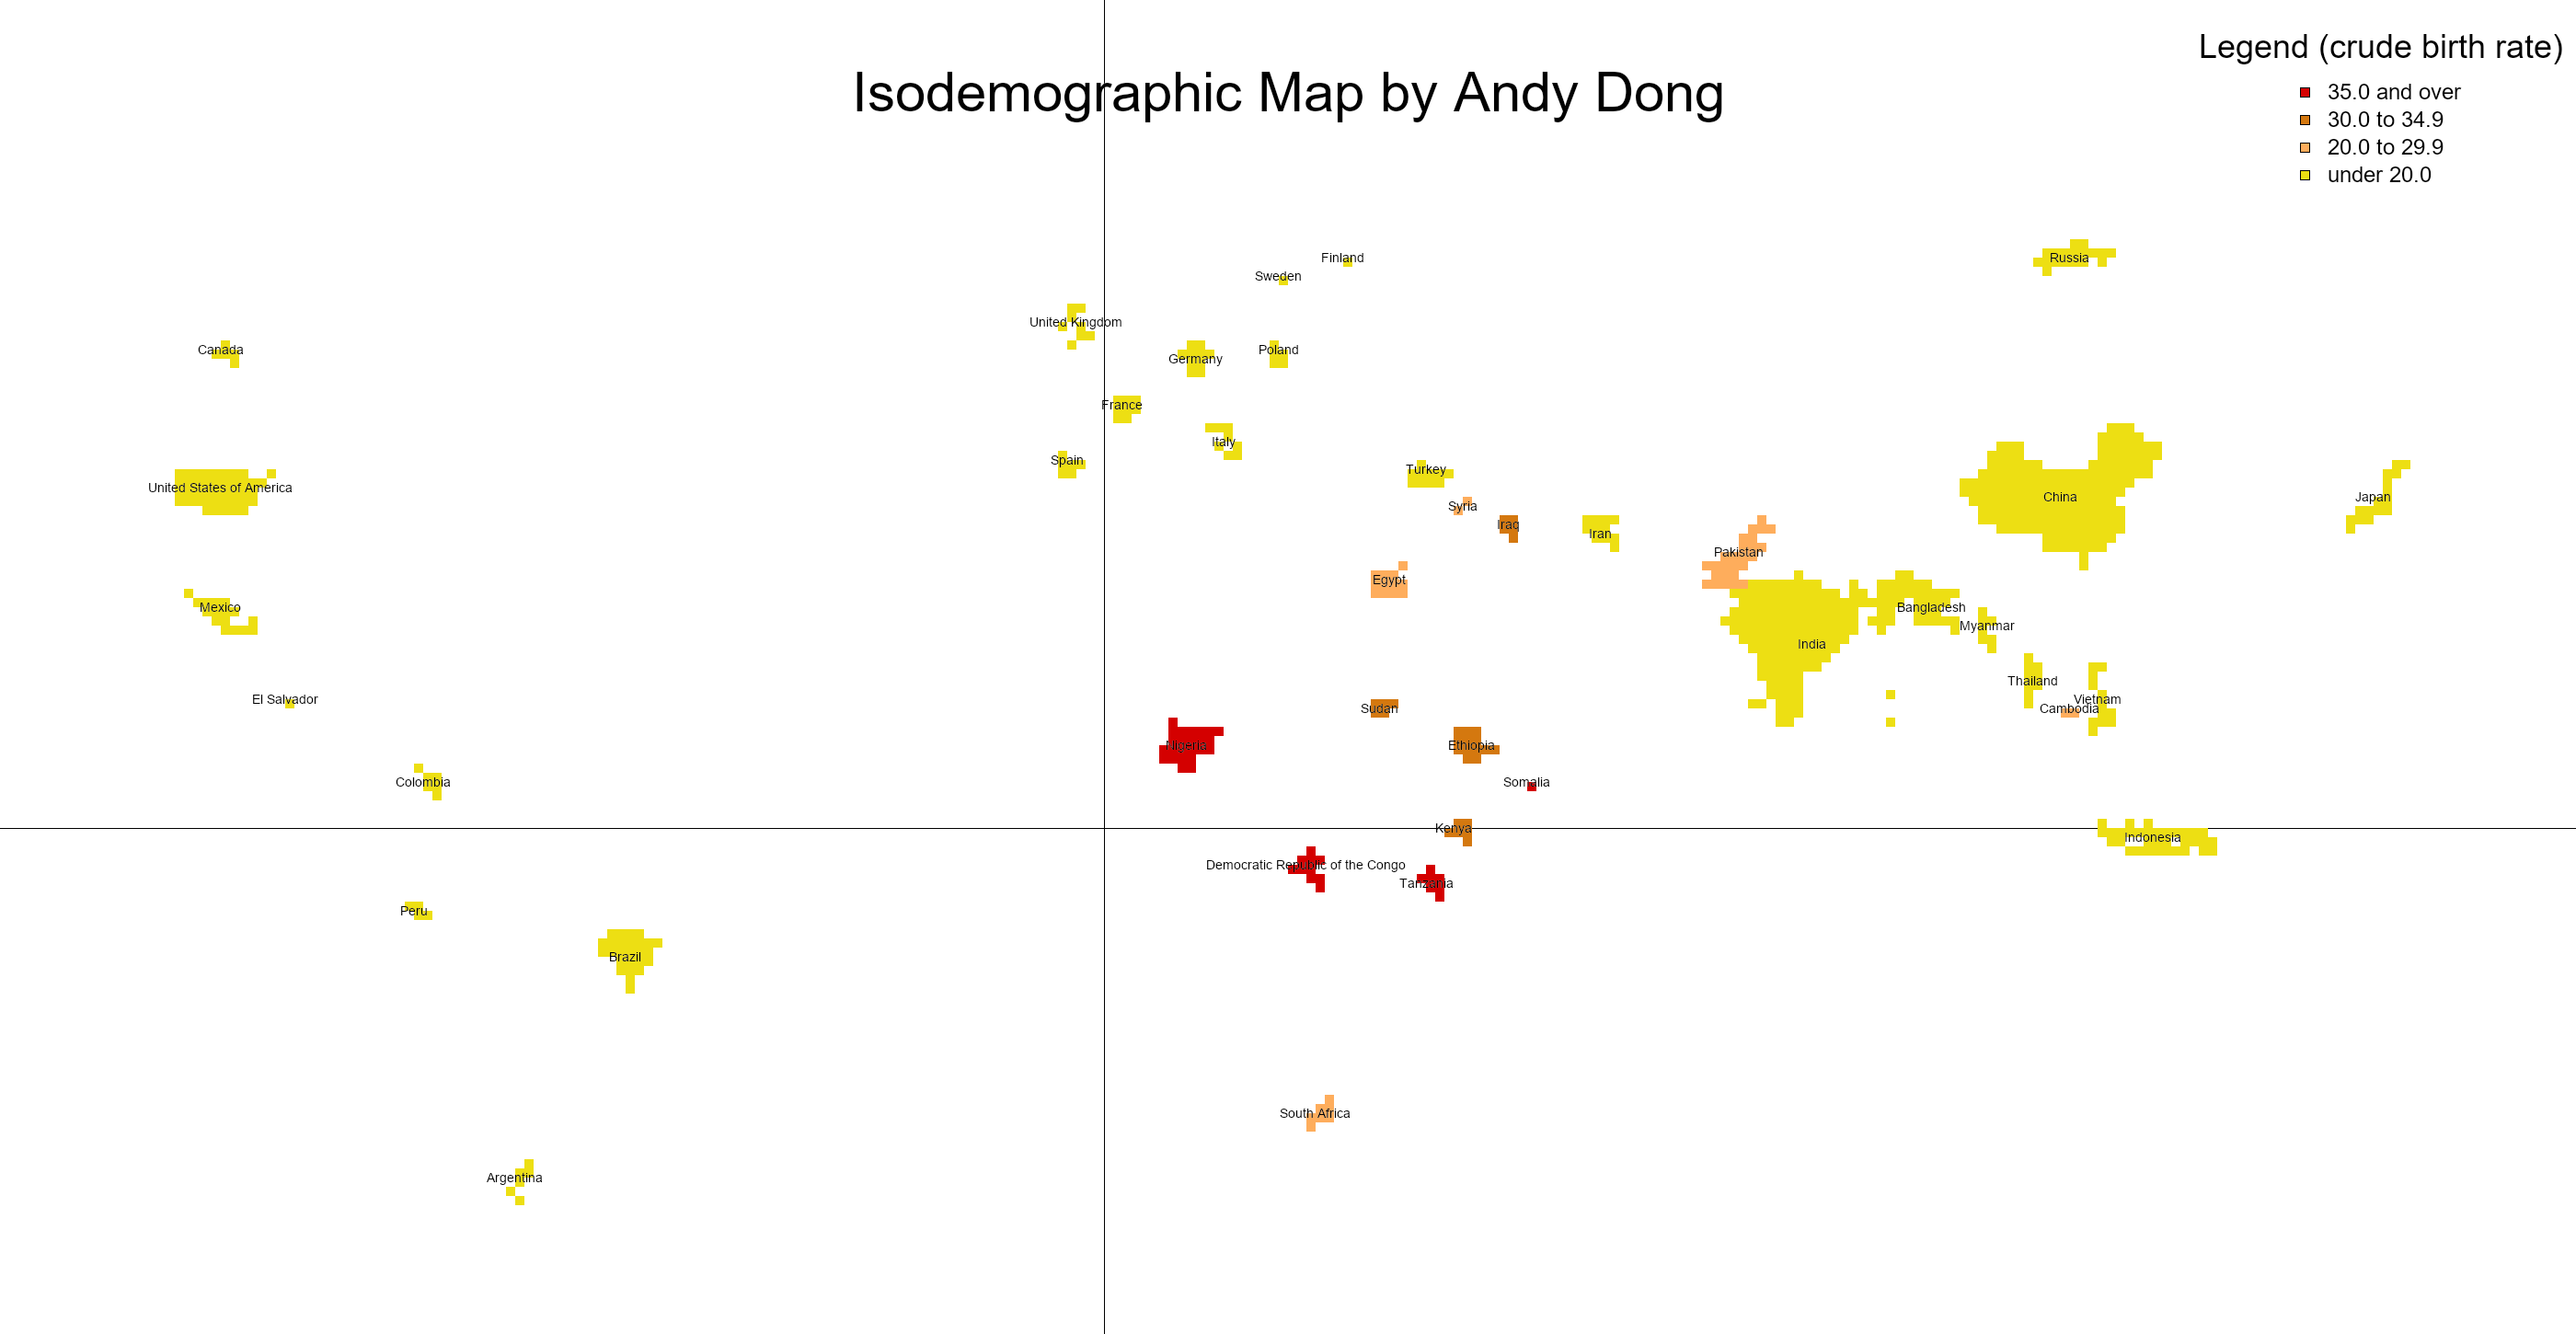 Legend (crude birth rate)
Isodemographic Map by Andy Dong
35.0 and over
30.0 to 34.9
20.0 to 29.9
under 20.0
Finland
Russia
Sweden
United Kingdom
Canada
Germany
Poland
France
Italy
Spain
Turkey
United States of America
China
Japan
Syria
Iraq
Iran
Pakistan
Egypt
Mexico
Bangladesh
Myanmar
India
Thailand
El Salvador
Vietnam
Sudan
Cambodia
Nigeria
Ethiopia
Colombia
Somalia
Kenya
Indonesia
Democratic Republic of the Congo
Tanzania
Peru
Brazil
South Africa
Argentina